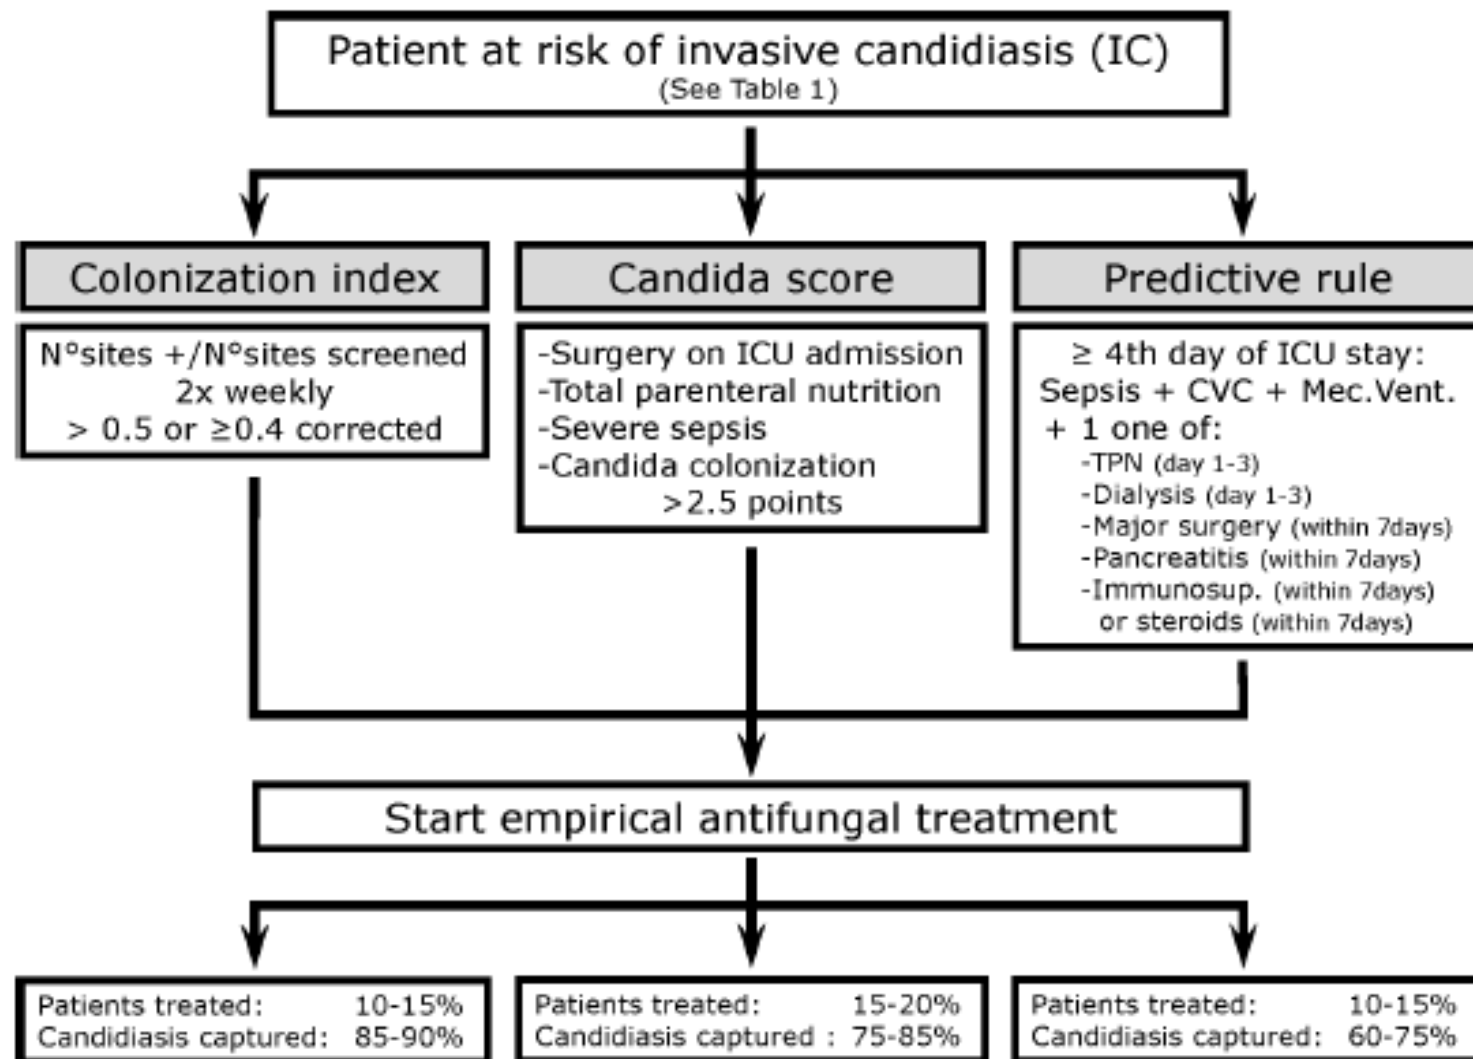 Patient at risk of invasive candidiasis (IC)
(See Table 1)
Colonization index
N°sites +/N°sites screened
2x weekly
> 0.5 or ≥0.4 corrected
Candida score
-Surgery on ICU admission
-Total parenteral nutrition
-Severe sepsis
-Candida colonization
>2.5 points
Predictive rule
≥ 4th day of ICU stay:
Sepsis + CVC + Mec.Vent.
+ 1 one of:
-TPN (day 1-3)
-Dialysis (day 1-3)
-Major surgery (within 7days)
-Pancreatitis (within 7days)
-Immunosup. (within 7days)
or steroids (within 7days)
Start empirical antifungal treatment
Patients treated: 10-15%
Candidiasis captured: 85-90%
Patients treated: 15-20%
Candidiasis captured : 75-85%
Patients treated: 10-15%
Candidiasis captured: 60-75%